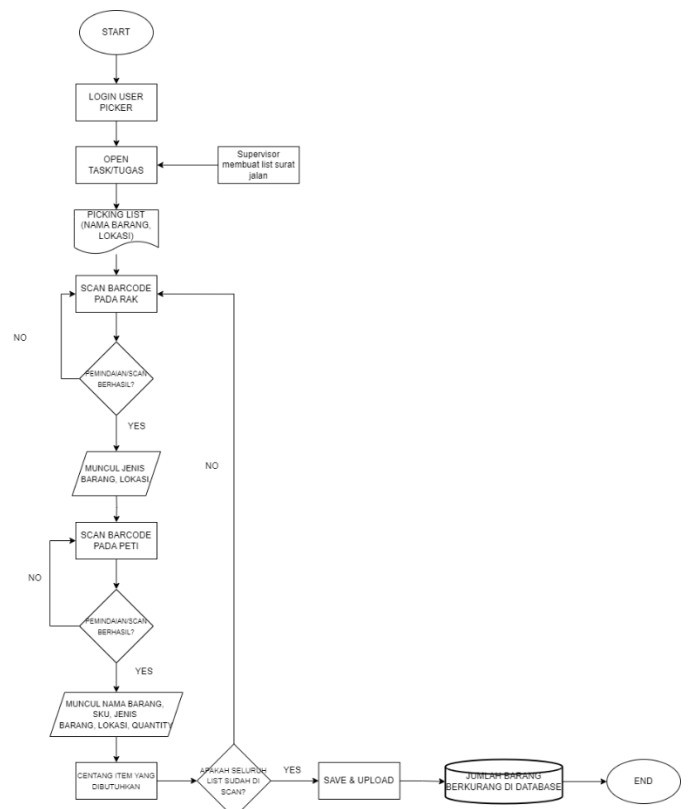 START
LOGIN USER
PICKER
OPEN
TASK/TUGAS
Supervisor
membuat list surat
jalan
PICKING LIST
(NAMA BARANG,
LOKASI)
SCAN BARCODE
PADA RAK
NO
PEMINDAIAN/SCAN
BERHASIL?
YES
MUNCUL JENIS
BARANG, LOKASI
NO
SCAN BARCODE
PADA PETI
NO
PEMINDAIAN/SCAN
BERHASIL?
YES
MUNCUL NAMA BARANG,
SKU, JENIS
BARANG, LOKASI, QUANTITY
CENTANG ITEM YANG
DIBUTUHKAN
APAKAH SELURUH
LIST SUDAH DI
SCAN?
YES
SAVE & UPLOAD
JUMLAH BARANG
BERKURANG DI DATABASE
END